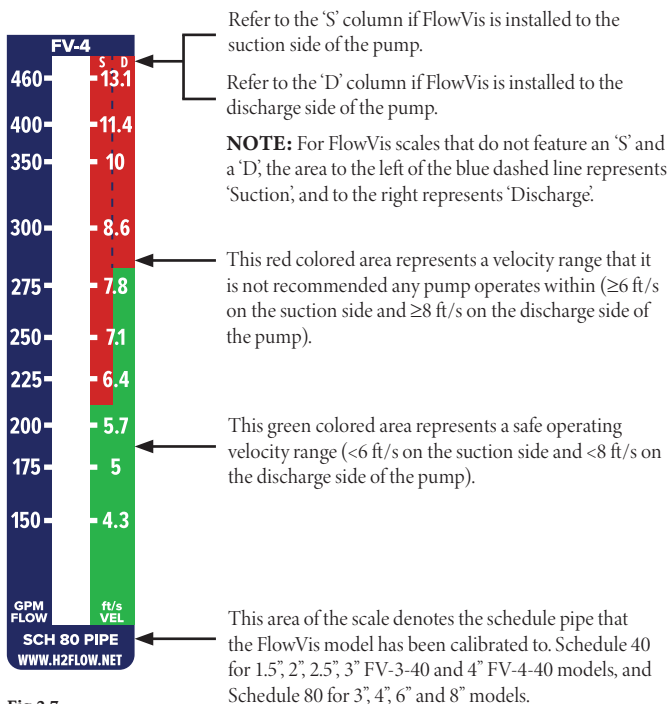 FV-4
S D
460 13.1
400 11.4
350 10
300 8.6
275 7.8
250 7.1
225 6.4
200 5.7
175 5
150 4.3
GPM ft/s
FLOW VEL
SCH 80 PIPE
WWW.H2FLOW.NET
Refer to the ‘S’ column if FlowVis is installed to the
suction side of the pump.
Refer to the ‘D’ column if FlowVis is installed to the
discharge side of the pump.
NOTE: For FlowVis scales that do not feature an ‘S’ and
a ‘D’, the area to the left of the blue dashed line represents
‘Suction’, and to the right represents ‘Discharge’.
This red colored area represents a velocity range that it
is not recommended any pump operates within (≥6 ft/s
on the suction side and ≥8 ft/s on the discharge side of
the pump).
This green colored area represents a safe operating
velocity range (<6 ft/s on the suction side and <8 ft/s on
the discharge side of the pump).
This area of the scale denotes the schedule pipe that
the FlowVis model has been calibrated to. Schedule 40
for 1.5”, 2”, 2.5”, 3” FV-3-40 and 4” FV-4-40 models, and
Schedule 80 for 3”, 4”, 6” and 8” models.